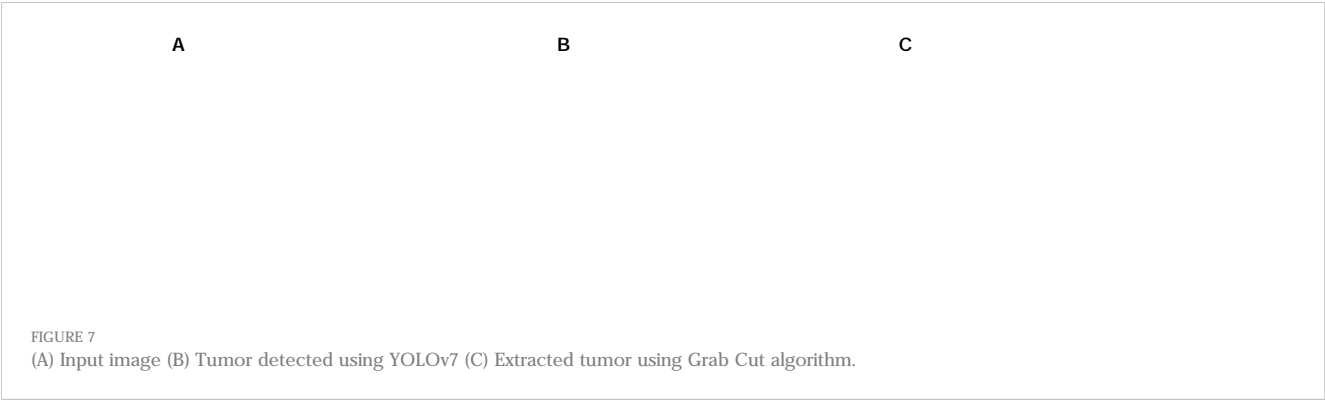 A B C
FIGURE 7
(A) Input image (B) Tumor detected using YOLOv7 (C) Extracted tumor using Grab Cut algorithm.